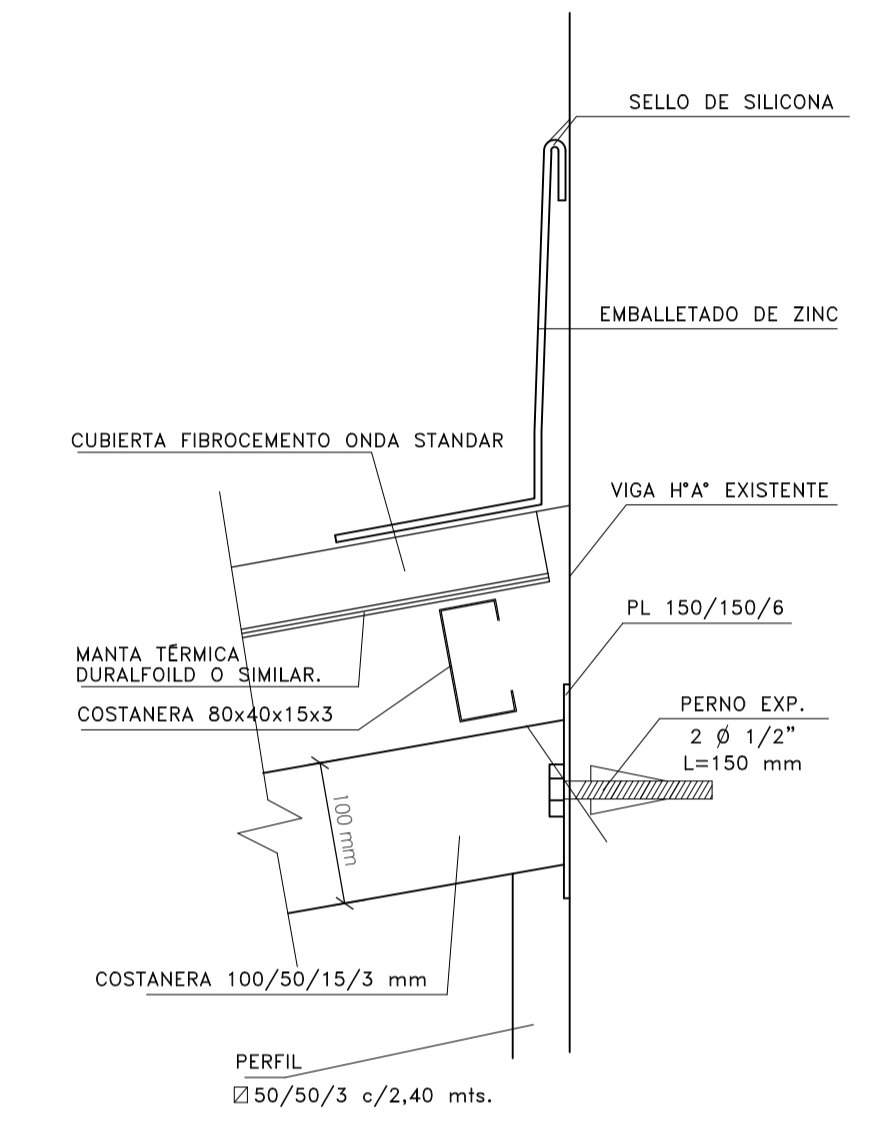 SELLO DE SILICONA
EMBALLETADO DE ZINC
CUBIERTA FIBROCEMENTO ONDA STANDAR
VIGA H°A° EXISTENTE
PL 150/150/6
MANTA TÉRMICA
DURALFOILD O SIMILAR.
COSTANERA 80x40x15x3
PERNO EXP.
2 Ø 1/2”
L=150 mm
100 mm
COSTANERA 100/50/15/3 mm
PERFIL
50/50/3 c/2,40 mts.